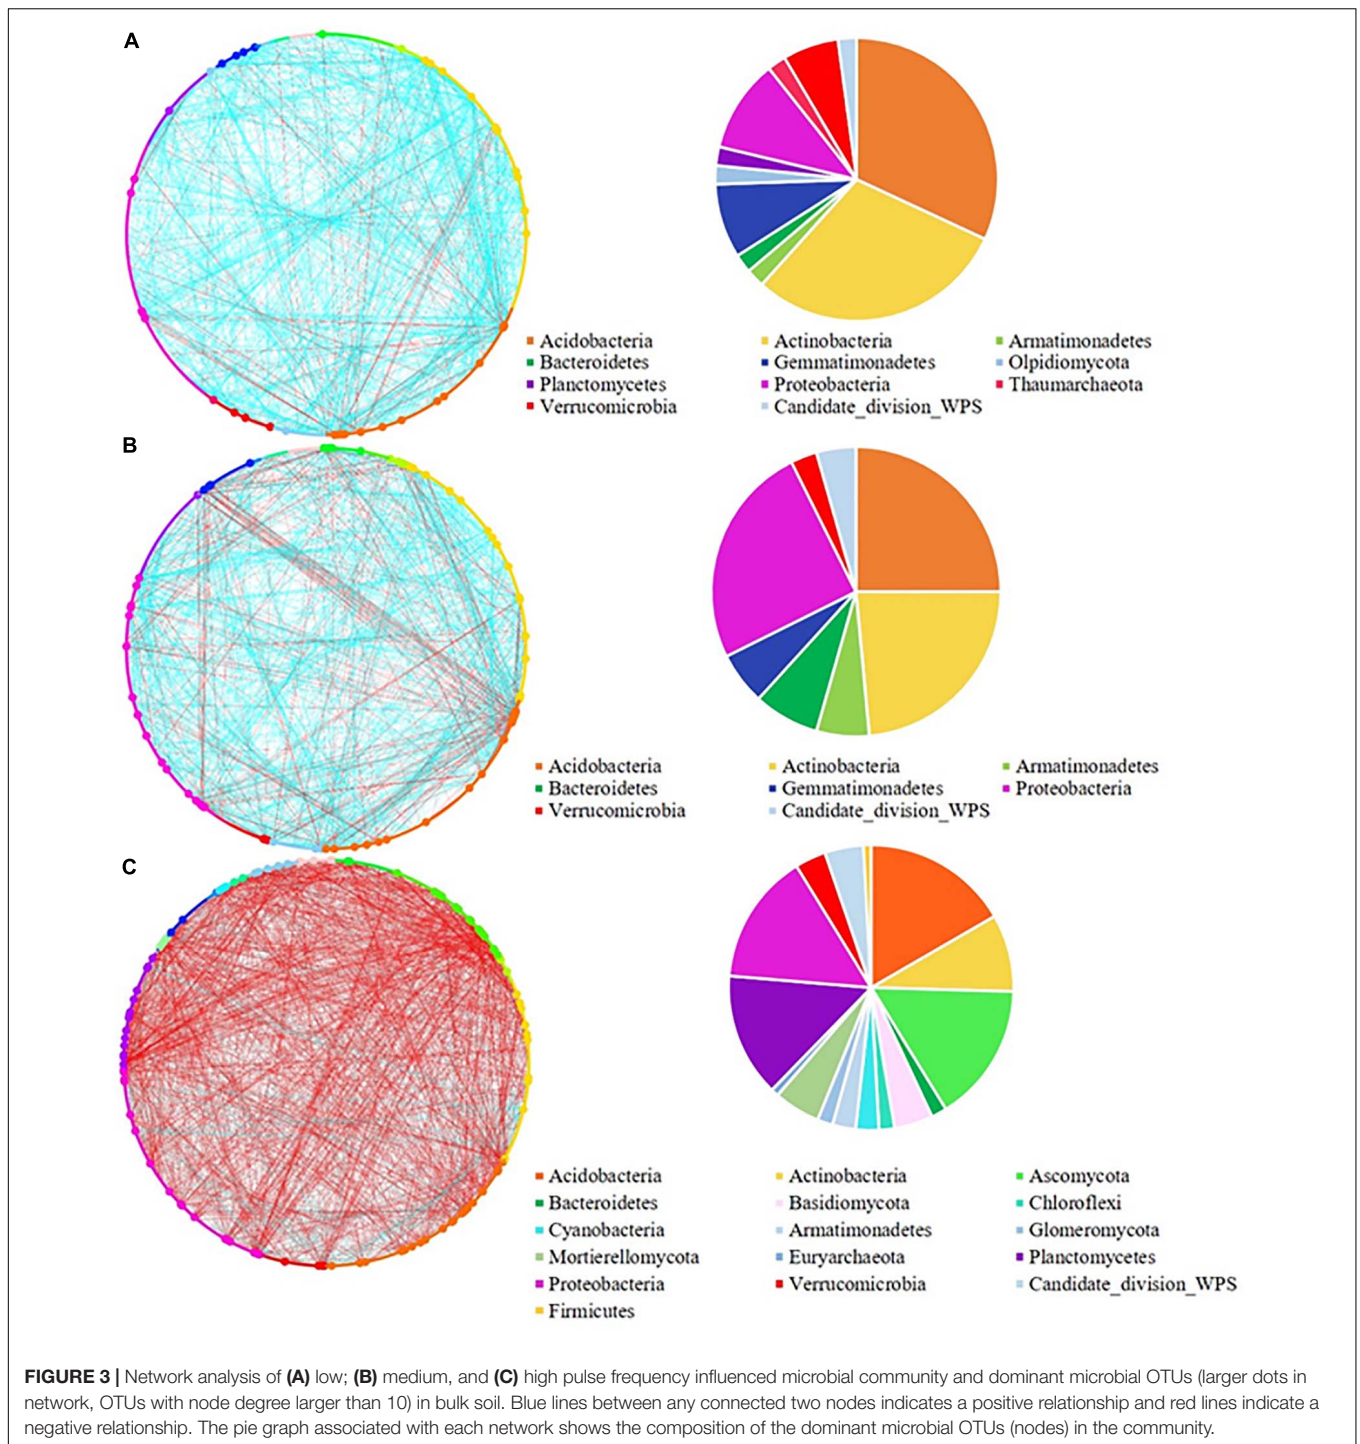 A
Acidobacteria Actinobacteria Armatimonadetes
Bacteroidetes Gemmatimonadetes Olpidiomycota
Planctomycetes Proteobacteria Thaumarchaeota
Verrucomicrobia Candidate_division_WPS
B
Acidobacteria Actinobacteria Armatimonadetes
Bacteroidetes Gemmatimonadetes Proteobacteria
Verrucomicrobia Candidate_division_WPS
C
Acidobacteria Actinobacteria Ascomycota
Bacteroidetes Basidiomycota Chloroflexi
Cyanobacteria Armatimonadetes Glomeromycota
Mortierellomycota Euryarchaeota Planctomycetes
Proteobacteria Verrucomicrobia Candidate_division_WPS
Firmicutes
FIGURE 3 | Network analysis of (A) low; (B) medium, and (C) high pulse frequency influenced microbial community and dominant microbial OTUs (larger dots in
network, OTUs with node degree larger than 10) in bulk soil. Blue lines between any connected two nodes indicates a positive relationship and red lines indicate a
negative relationship. The pie graph associated with each network shows the composition of the dominant microbial OTUs (nodes) in the community.